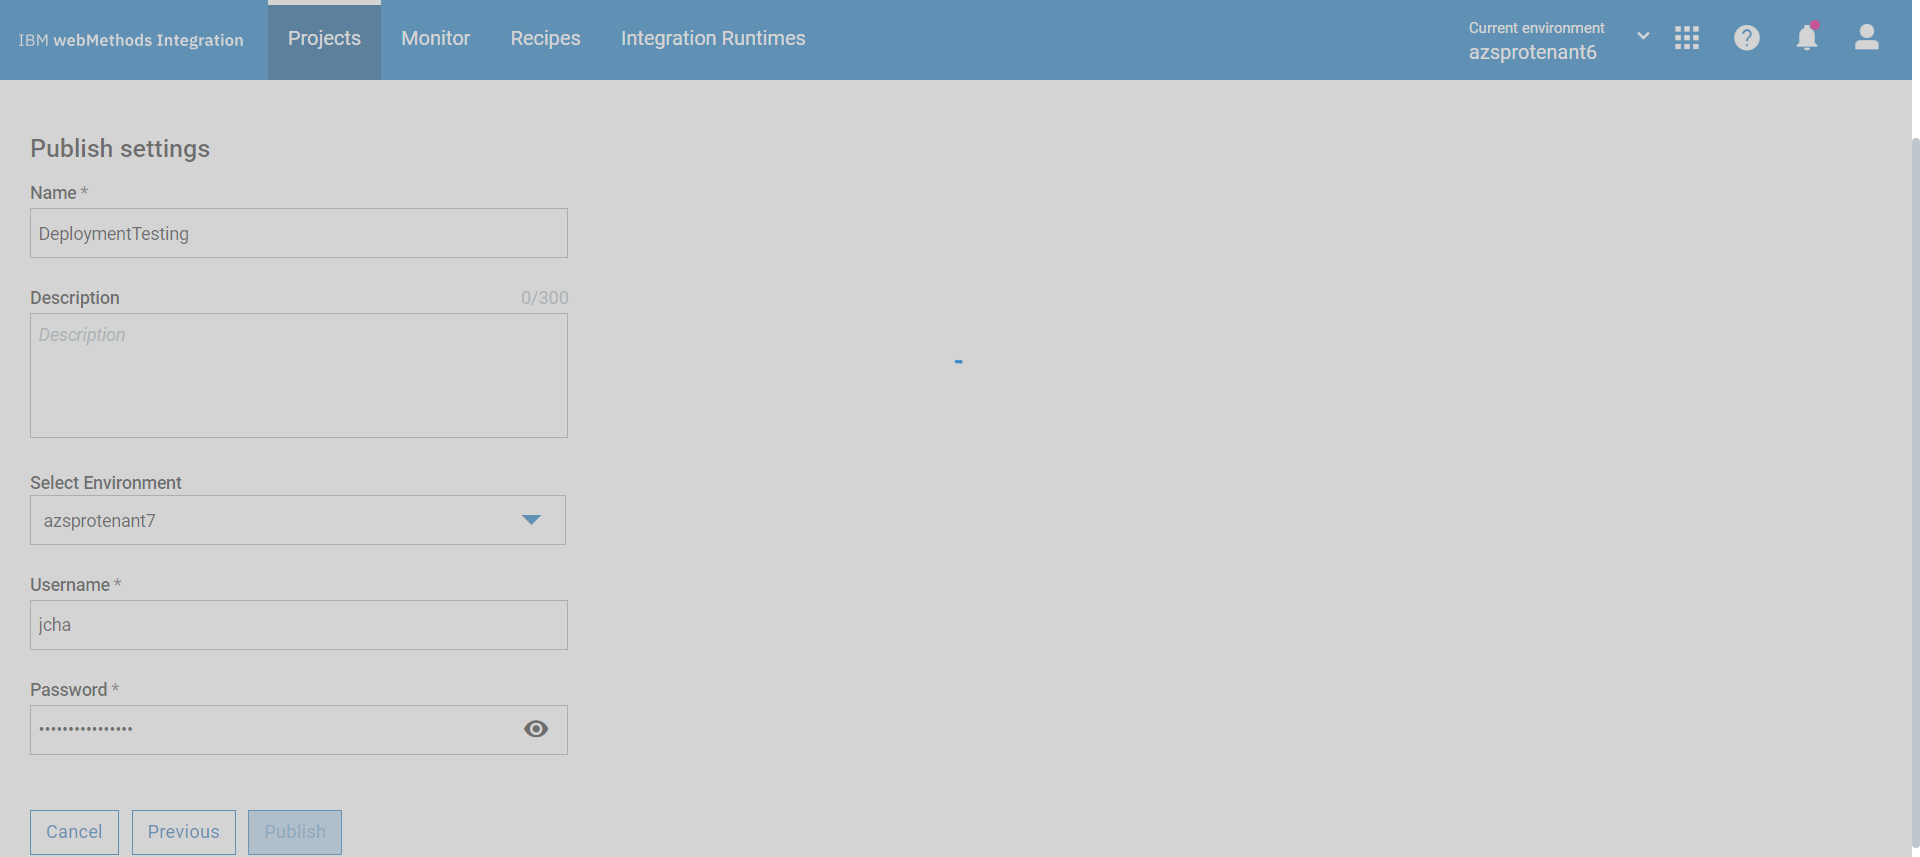 IBM webMethods Integration
Projects
Monitor
Recipes
Integration Runtimes
Current environment
azsprotenant6
Publish settings
Name *
DeploymentTesting
Description 0/300
Description
Select Environment
azsprotenant7
Username *
jcha
Password *
••••••••••••••••
Cancel
Previous
Publish